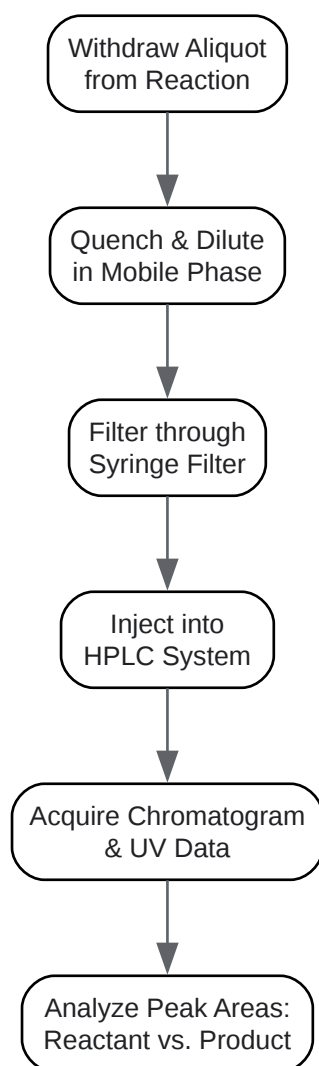 Withdraw Aliquot
from Reaction
Quench & Dilute
in Mobile Phase
Filter through
Syringe Filter
Inject into
HPLC System
Acquire Chromatogram
& UV Data
Analyze Peak Areas:
Reactant vs. Product